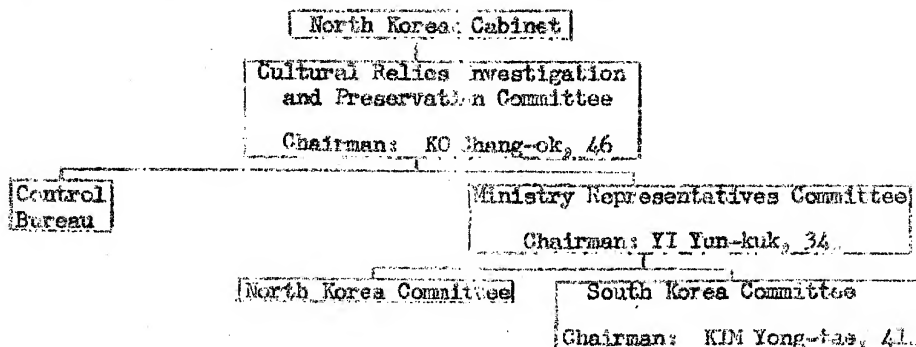 North Korea Cabinet
Cultural Relics Investigation
and Preservation Committee
Chairman: KO Chang-ok, 46
Control
Bureau
Ministry Representatives Committee
Chairman: YI Yun-kuk, 34
North Korea Committee
South Korea Committee
Chairman: KIM Yong-tae, 41